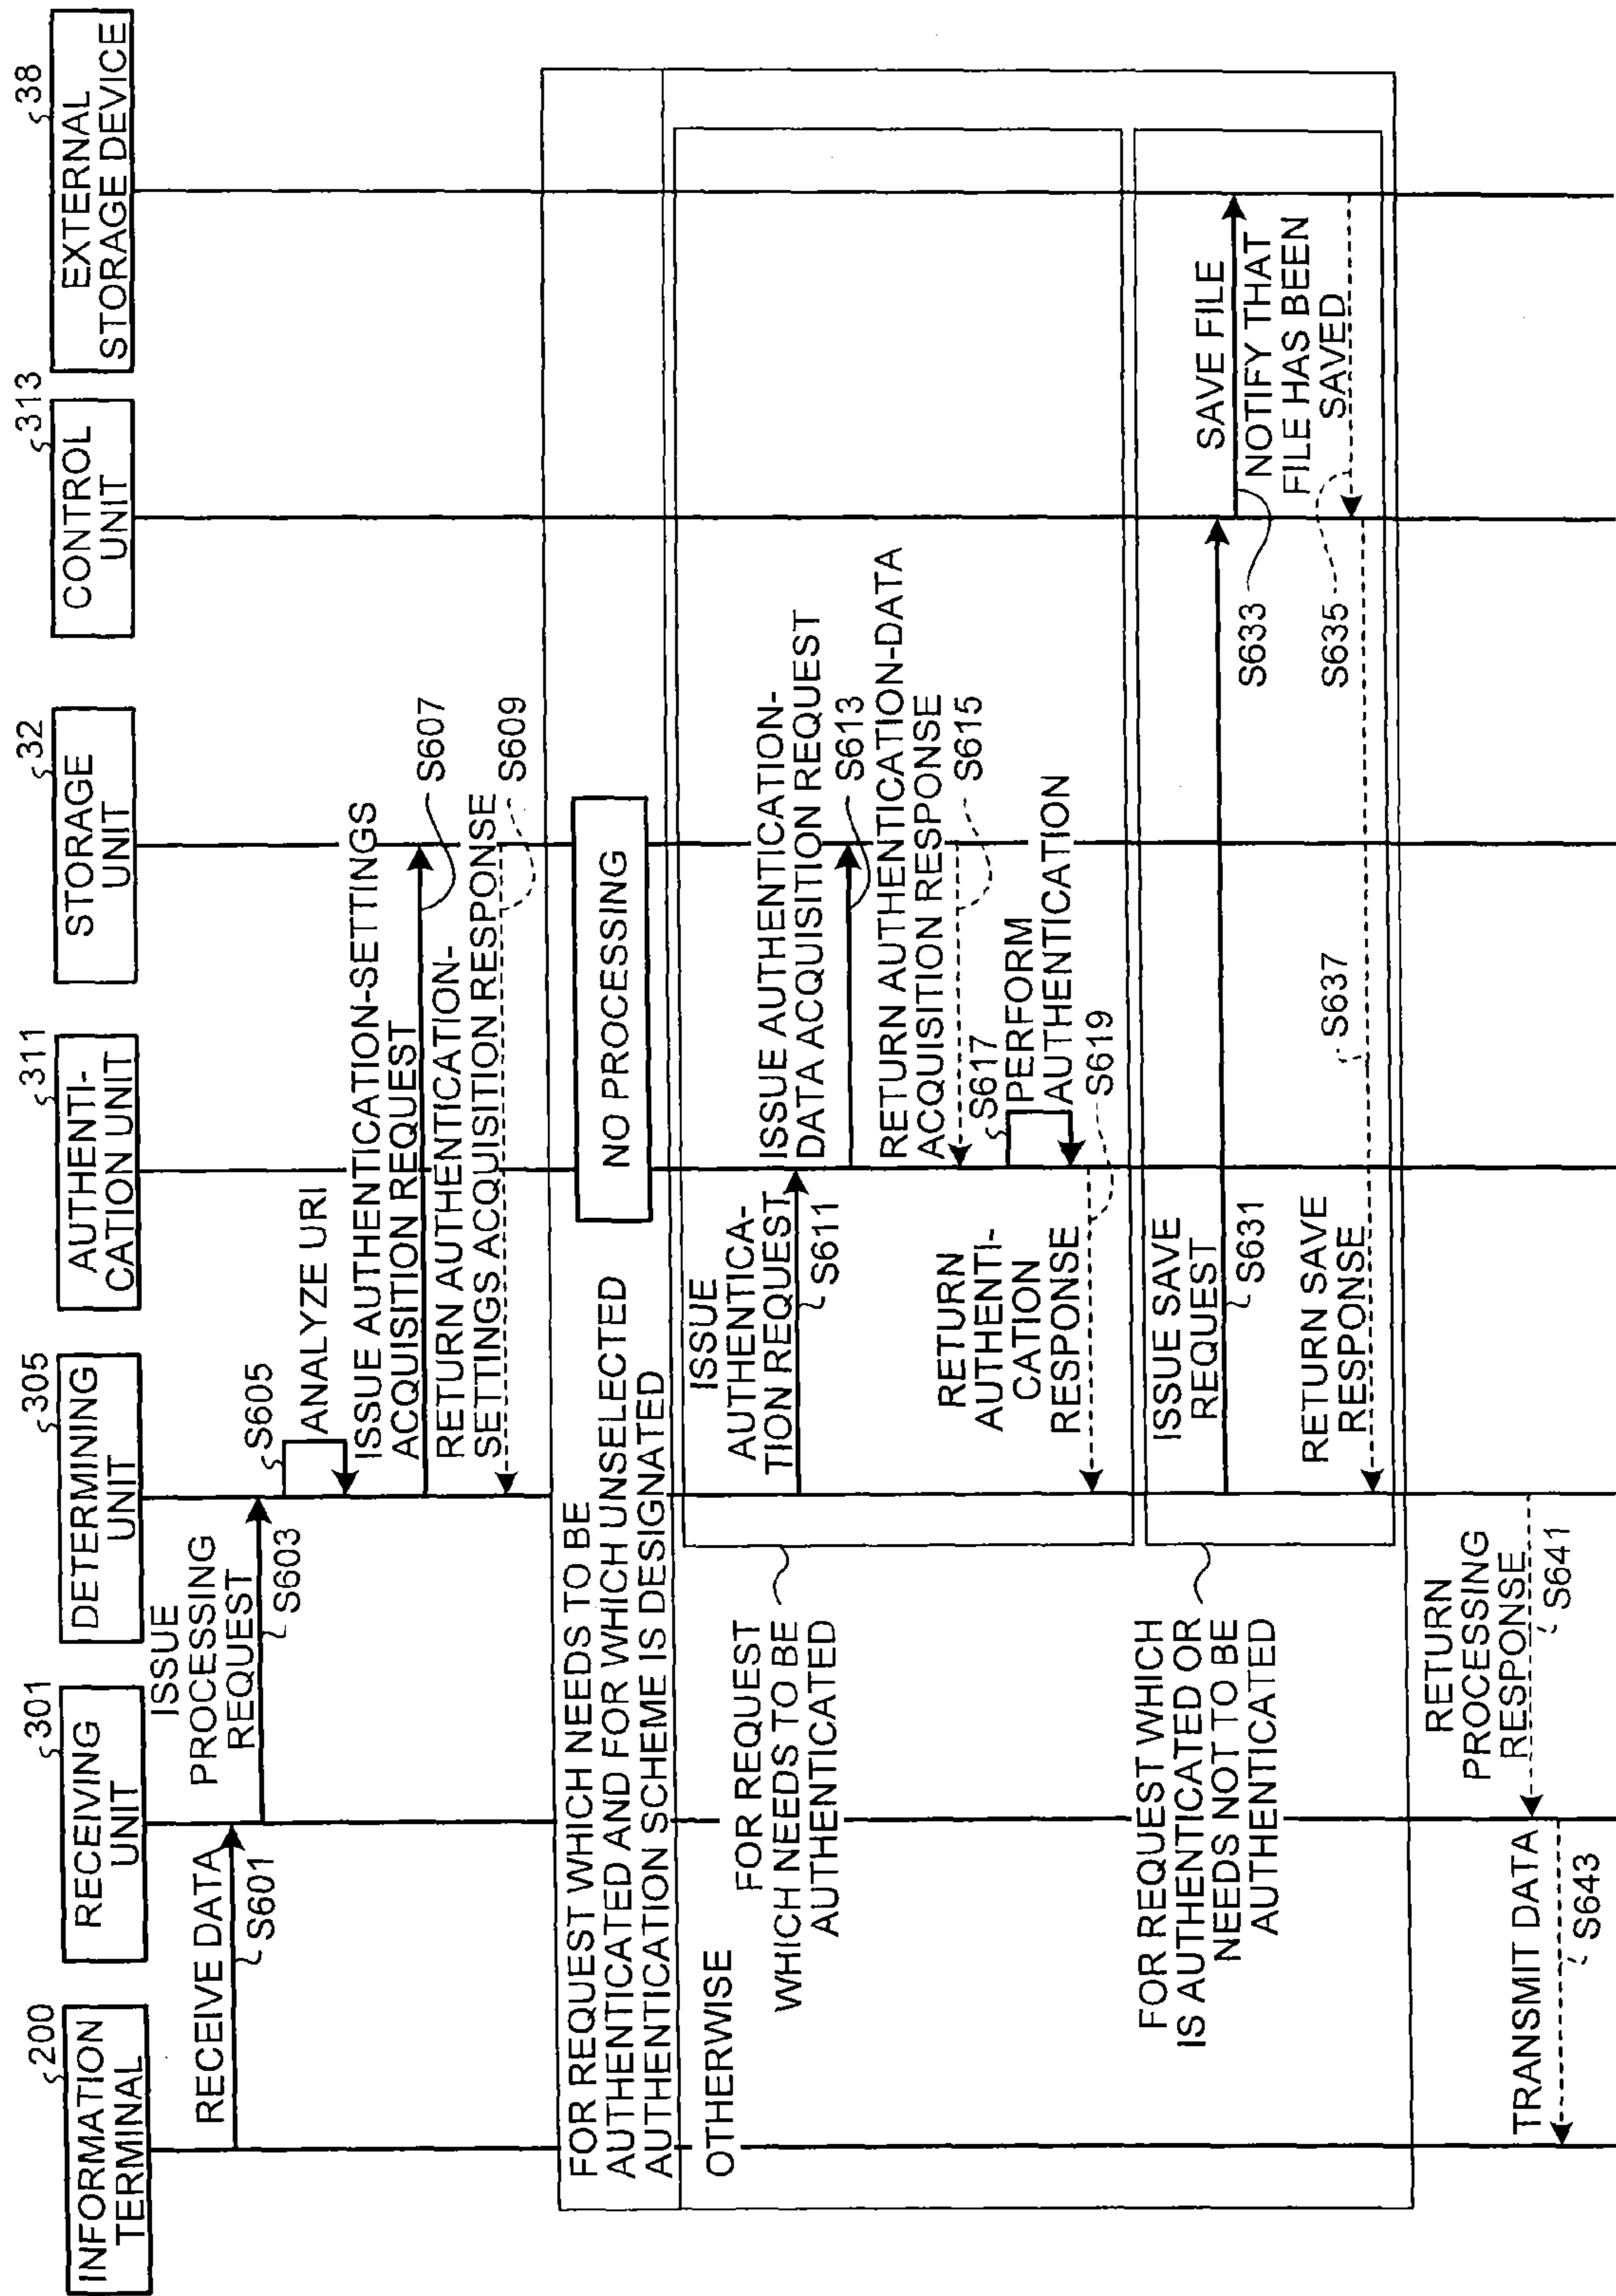 INFORMATION
TERMINAL
200
RECEIVING
UNIT
301
DETERMINING
UNIT
305
AUTHENTI-
CATION UNIT
311
STORAGE
UNIT
32
CONTROL
UNIT
313
EXTERNAL
STORAGE DEVICE
38
RECEIVE DATA
S601
ISSUE
PROCESSING
REQUEST
S603
S605
ANALYZE URI
ISSUE AUTHENTICATION-SETTINGS
ACQUISITION REQUEST
S607
RETURN AUTHENTICATION-
SETTINGS ACQUISITION RESPONSE
S609
FOR REQUEST WHICH NEEDS TO BE
AUTHENTICATED AND FOR WHICH UNSELECTED
AUTHENTICATION SCHEME IS DESIGNATED
NO PROCESSING
OTHERWISE
FOR REQUEST
WHICH NEEDS TO BE
AUTHENTICATED
ISSUE
AUTHENTICA-
TION REQUEST
S611
ISSUE AUTHENTICATION-
DATA ACQUISITION REQUEST
S613
RETURN AUTHENTICATION-DATA
ACQUISITION RESPONSE
S615
S617
PERFORM
AUTHENTICATION
RETURN
AUTHENTI-
CATION
RESPONSE
S619
FOR REQUEST WHICH
IS AUTHENTICATED OR
NEEDS NOT TO BE
AUTHENTICATED
ISSUE SAVE
REQUEST
S631
SAVE FILE
S633
NOTIFY THAT
FILE HAS BEEN
SAVED
S635
RETURN SAVE
RESPONSE
S637
RETURN
PROCESSING
RESPONSE
S641
TRANSMIT DATA
S643